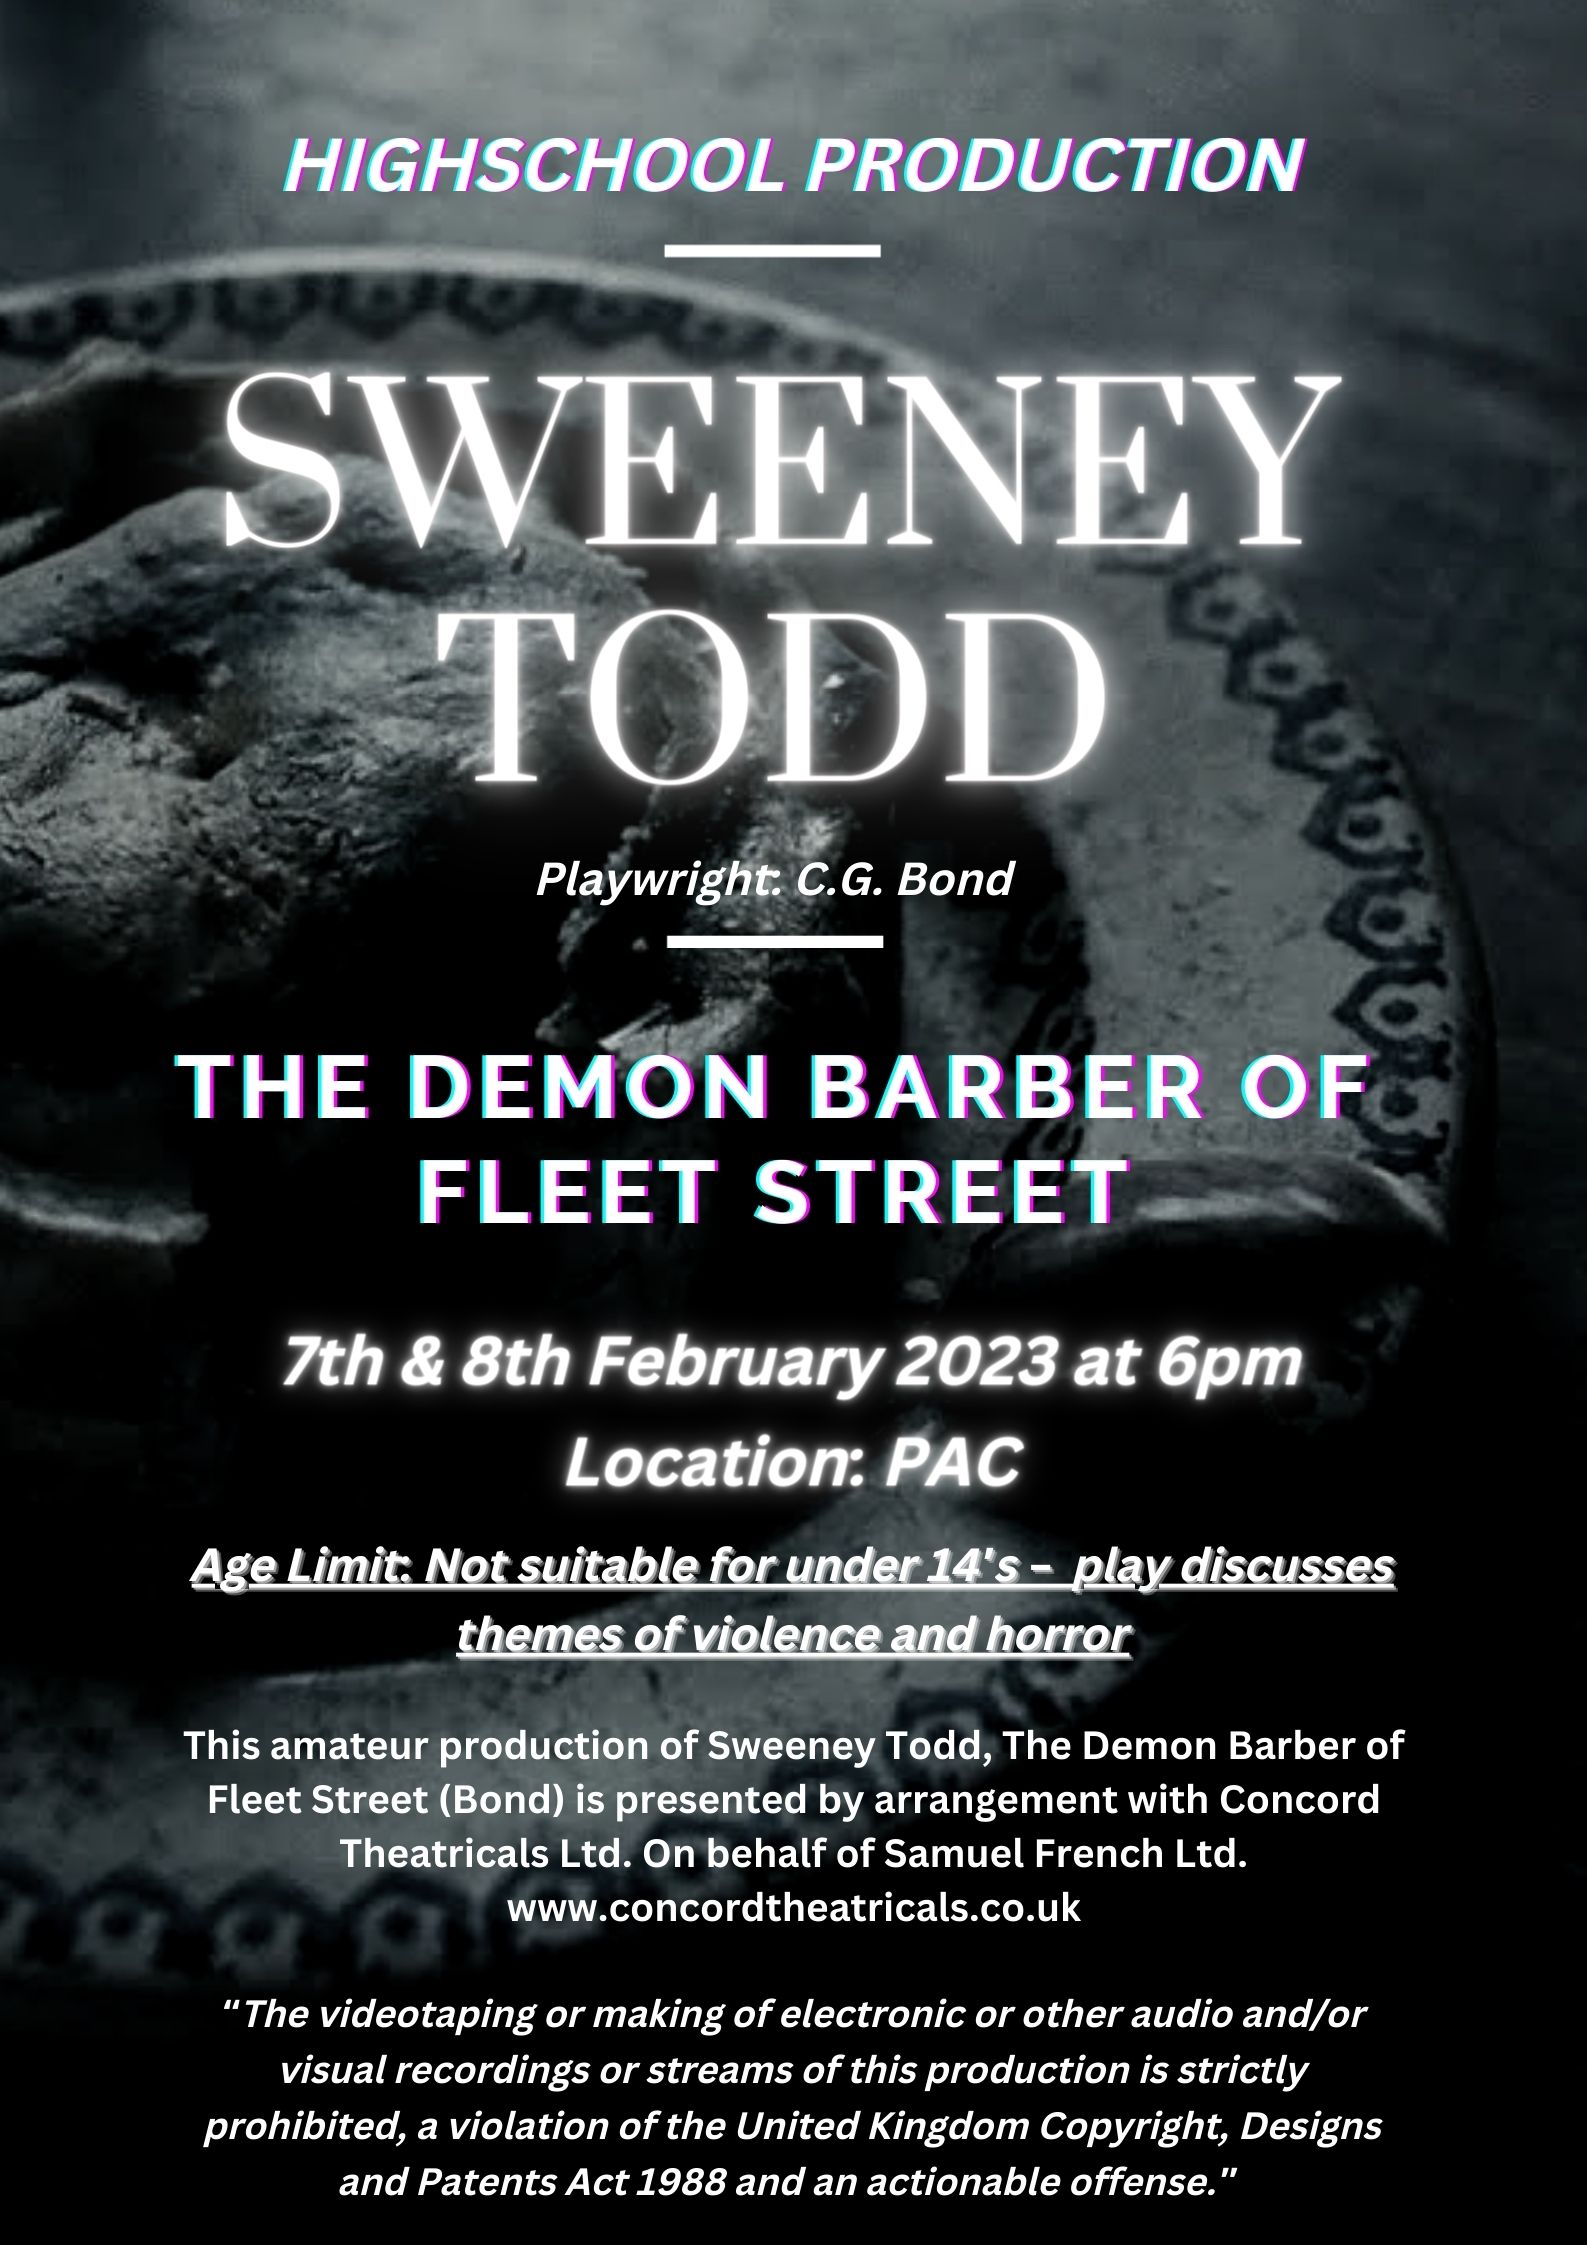 HIGHSCHOOL PRODUCTION
SWEENEY
TODD
Playwright: C.G. Bond
THE DEMON BARBER OF
FLEET STREET
7th & 8th February 2023 at 6pm
Location: PAC
Age Limit: Not suitable for under 14's – play discusses
themes of violence and horror
This amateur production of Sweeney Todd, The Demon Barber of
Fleet Street (Bond) is presented by arrangement with Concord
Theatricals Ltd. On behalf of Samuel French Ltd.
www.concordtheatricals.co.uk
“The videotaping or making of electronic or other audio and/or
visual recordings or streams of this production is strictly
prohibited, a violation of the United Kingdom Copyright, Designs
and Patents Act 1988 and an actionable offense."